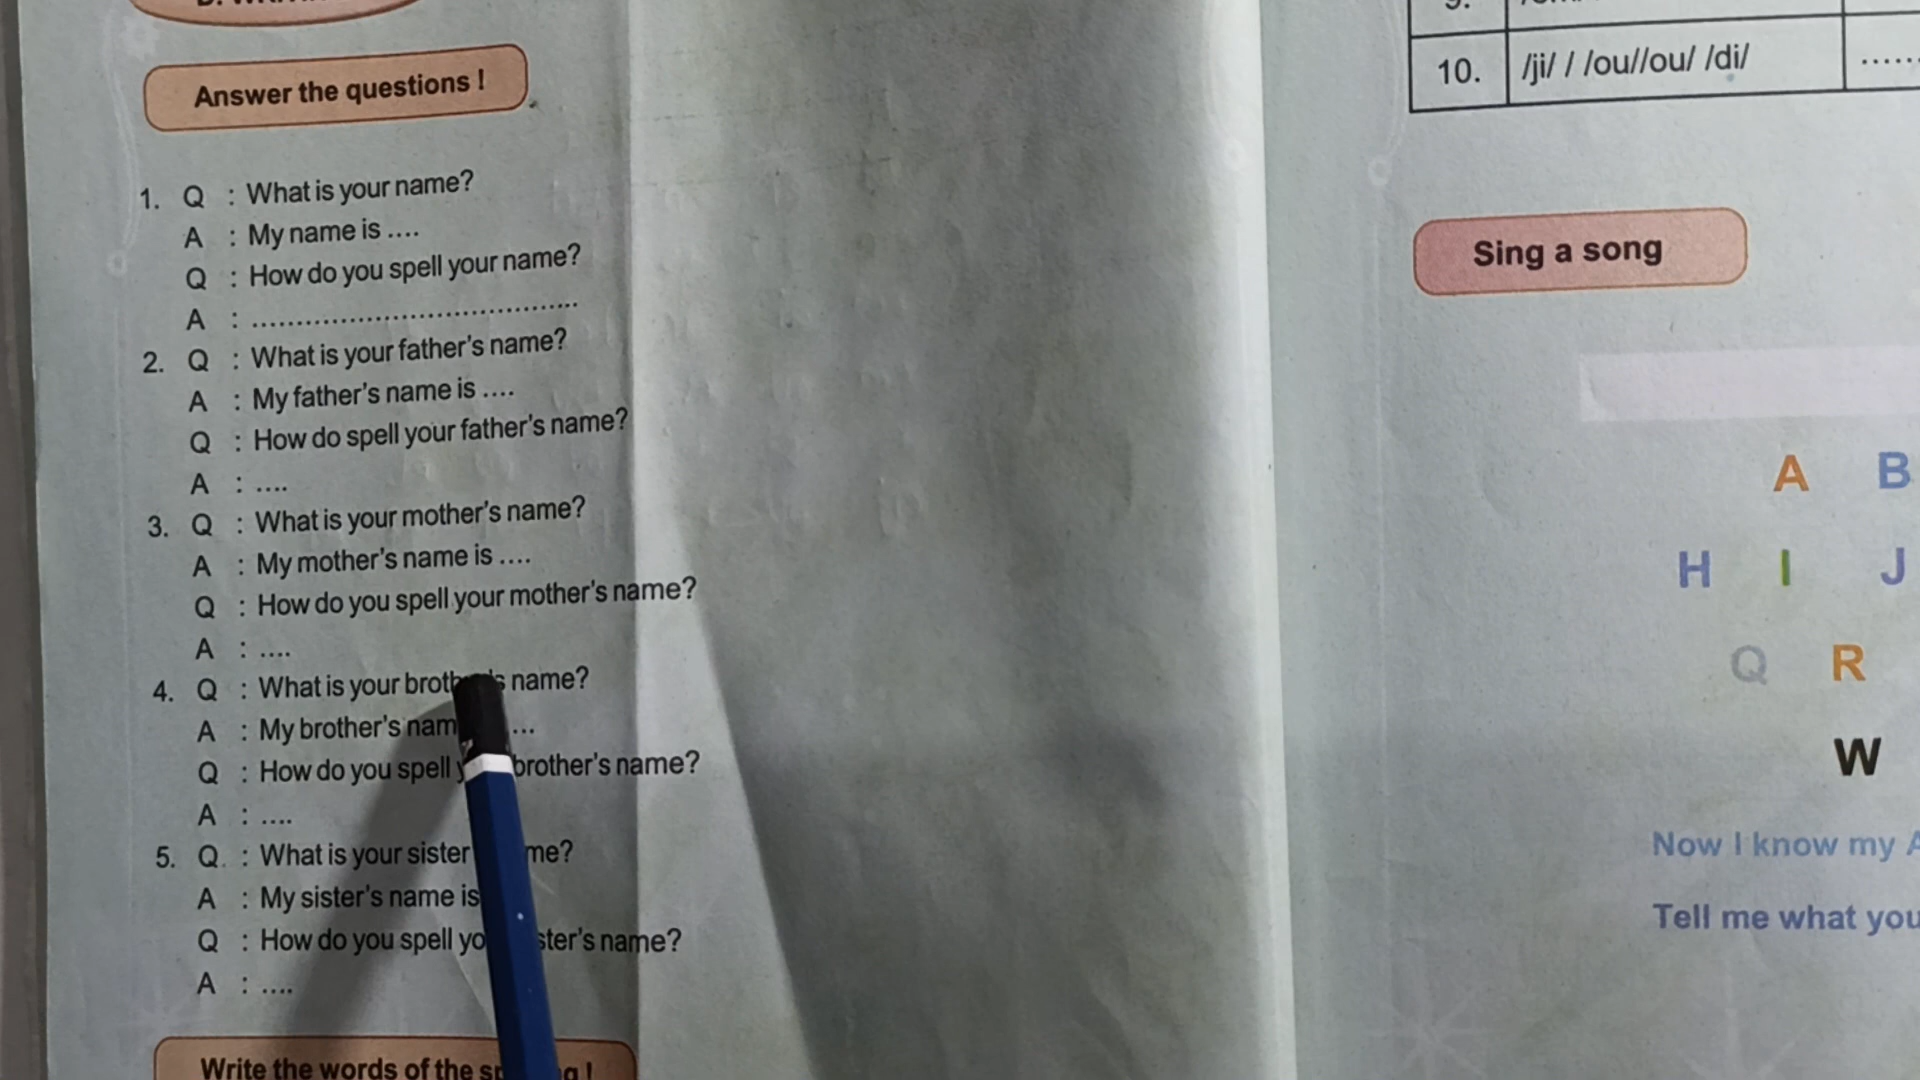 Answer the questions !
1. Q : What is your name?
A : My name is ....
Q : How do you spell your name?
A : ....................................
2. Q : What is your father's name?
A : My father's name is ....
Q : How do spell your father's name?
A : ....
3. Q : What is your mother's name?
A : My mother's name is ....
Q : How do you spell your mother's name?
A : ....
4. Q : What is your name?
A : My brother's ...
Q : How do you spell brother's name?
A : ....
5. Q : What is your sister
A : My sister's name is
Q : How do you spell name?
A : ....
Write the words of the
10. /ji/ / /ou//ou/ /di/ ......
Sing a song
A B
H I J
Q R
W
Now I know my
Tell me what you